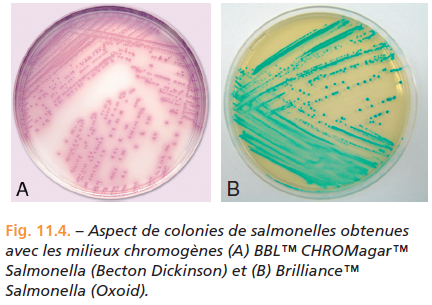 A
B
Fig. 11.4. – Aspect de colonies de salmonelles obtenues
avec les milieux chromogènes (A) BBL™ CHROMagar™
Salmonella (Becton Dickinson) et (B) Brilliance™
Salmonella (Oxoid).